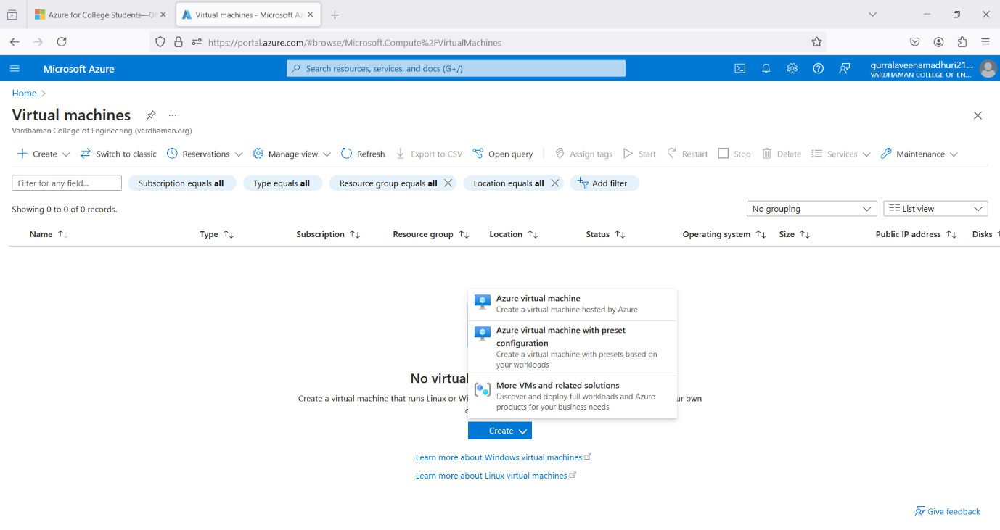 Azure for College Students—Of
Virtual machines - Microsoft Az
https://portal.azure.com/#browse/Microsoft.Compute%2FVirtualMachines
Microsoft Azure
Search resources, services, and docs (G+/)
gurralaveenamadhuri21...
VARDHAMAN COLLEGE OF EN...
Home
Virtual machines
...
Vardhaman College of Engineering (vardhaman.org)
Create Switch to classic Reservations Manage view Refresh Export to CSV Open query Assign tags Start Restart Stop Delete Services Maintenance
Filter for any field... Subscription equals all Type equals all Resource group equals all Location equals all Add filter
Showing 0 to 0 of 0 records.
No grouping List view
Name Type Subscription Resource group Location Status Operating system Size Public IP address Disks
Azure virtual machine
Create a virtual machine hosted by Azure
Azure virtual machine with preset
configuration
Create a virtual machine with presets based on
your workloads
More VMs and related solutions
Discover and deploy full workloads and Azure
products for your business needs
No virtual
Create a virtual machine that runs Linux or Wi ur own
Create
Learn more about Windows virtual machines
Learn more about Linux virtual machines
Give feedback